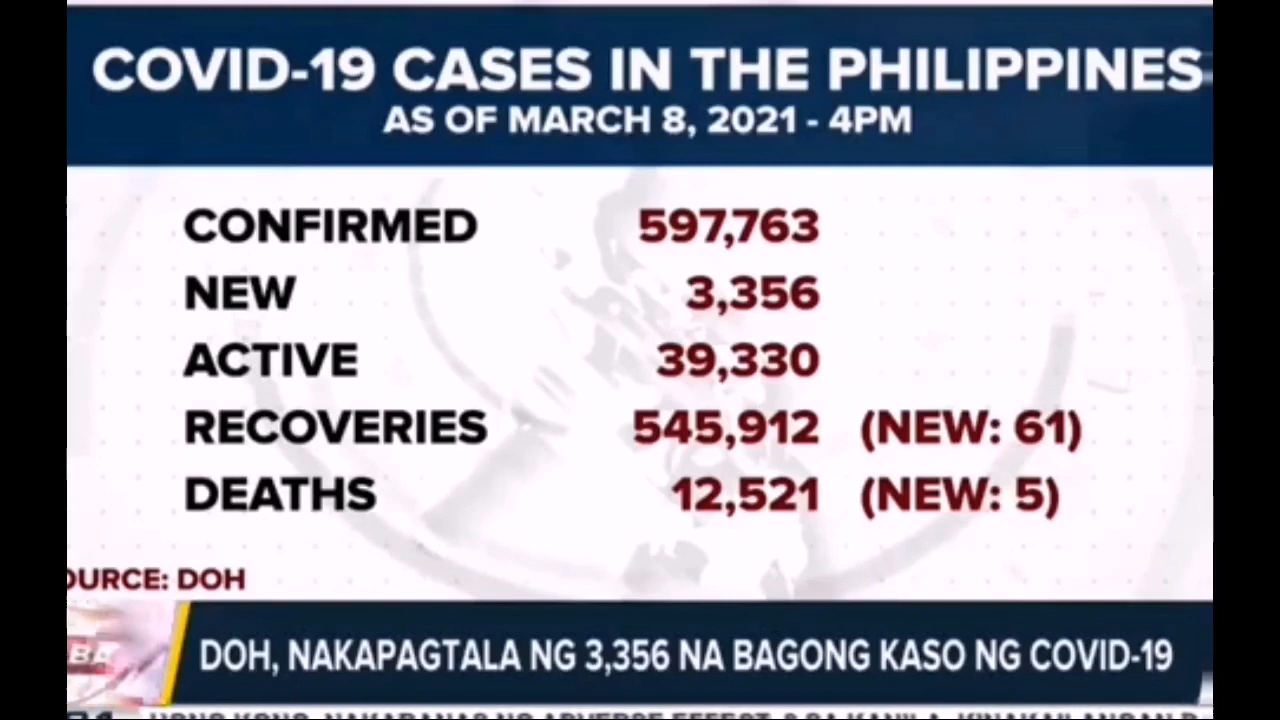 COVID-19 CASES IN THE PHILIPPINES
AS OF MARCH 8, 2021 - 4PM
CONFIRMED 597,763
NEW 3,356
ACTIVE 39,330
RECOVERIES 545,912 (NEW: 61)
DEATHS 12,521 (NEW: 5)
OURCE: DOH
DOH, NAKAPAGTALA NG 3,356 NA BAGONG KASO NG COVID-19